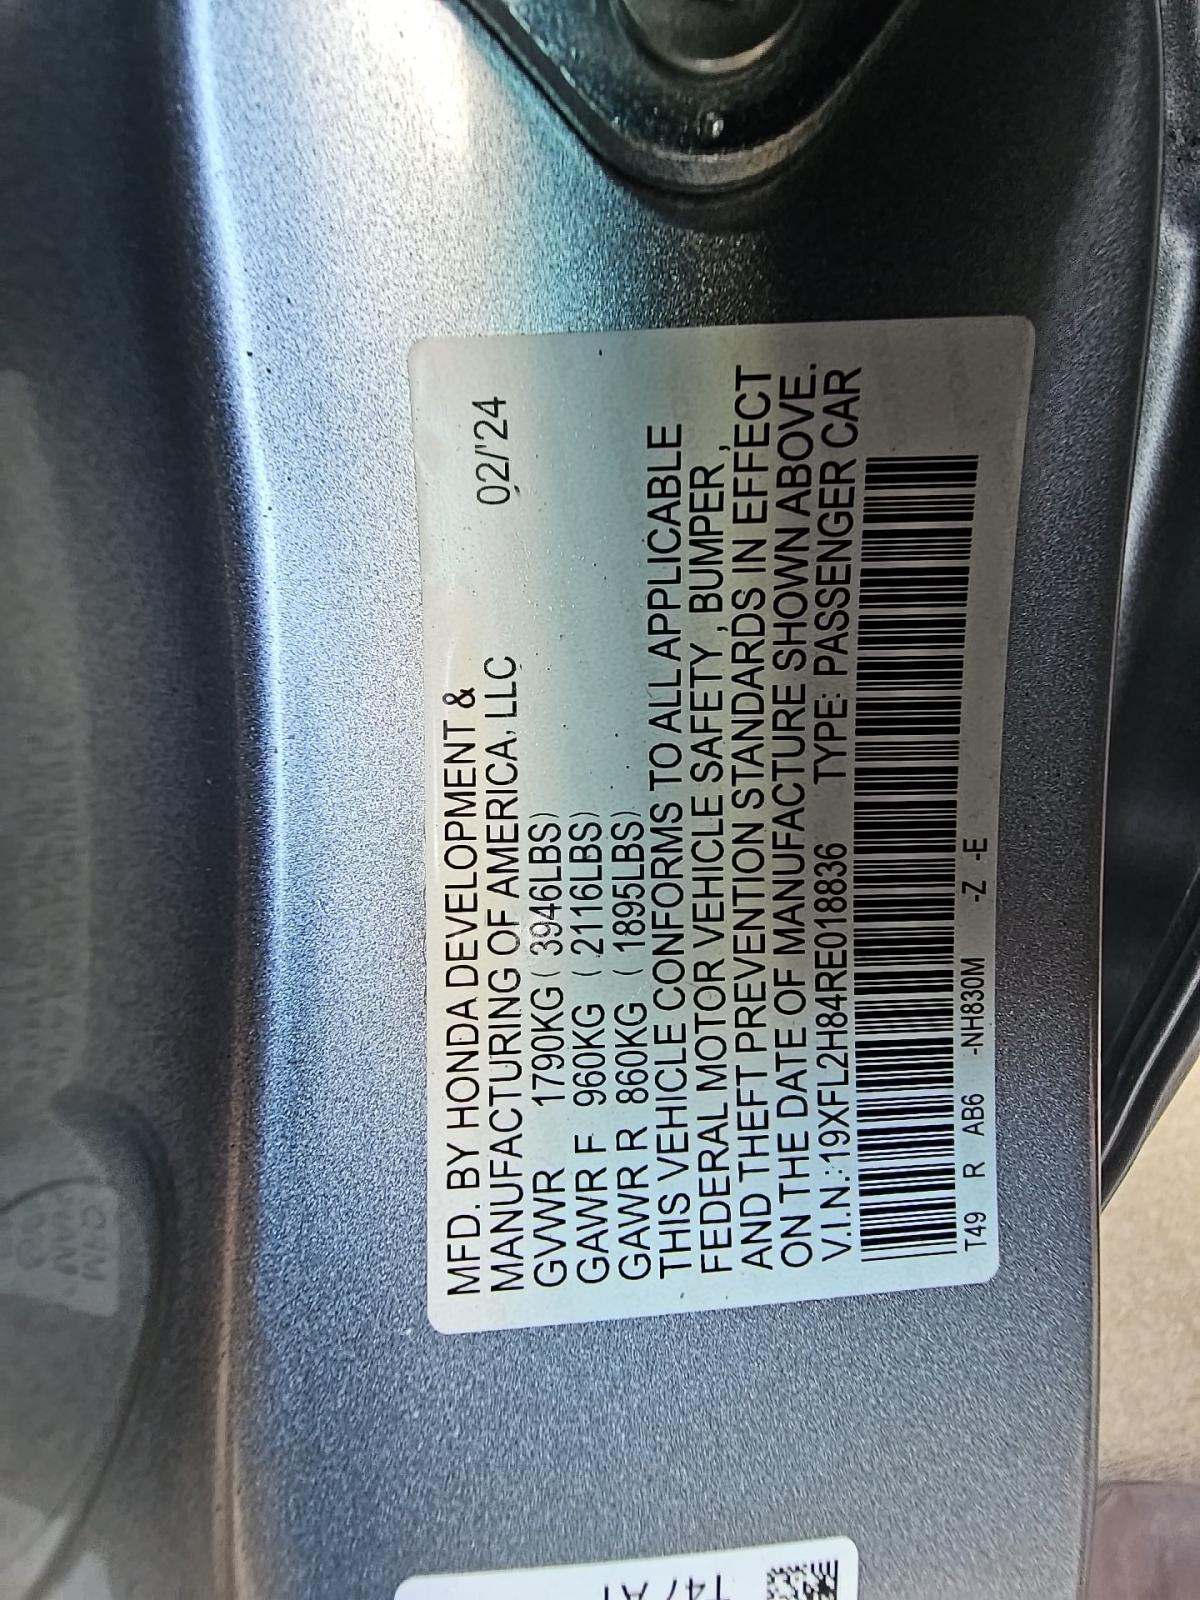 MFD. BY HONDA DEVELOPMENT &
MANUFACTURING OF AMERICA, LLC 02/'24
GVWR 1790KG ( 3946LBS)
GAWR F 960KG ( 2116LBS)
GAWR R 860KG ( 1895LBS)
THIS VEHICLE CONFORMS TO ALL APPLICABLE
FEDERAL MOTOR VEHICLE SAFETY, BUMPER ,
AND THEFT PREVENTION STANDARDS IN EFFECT
ON THE DATE OF MANUFACTURE SHOWN ABOVE.
V.I.N.:19XFL2H84RE018836 TYPE: PASSENGER CAR
T49 R AB6 -NH830M -Z -E